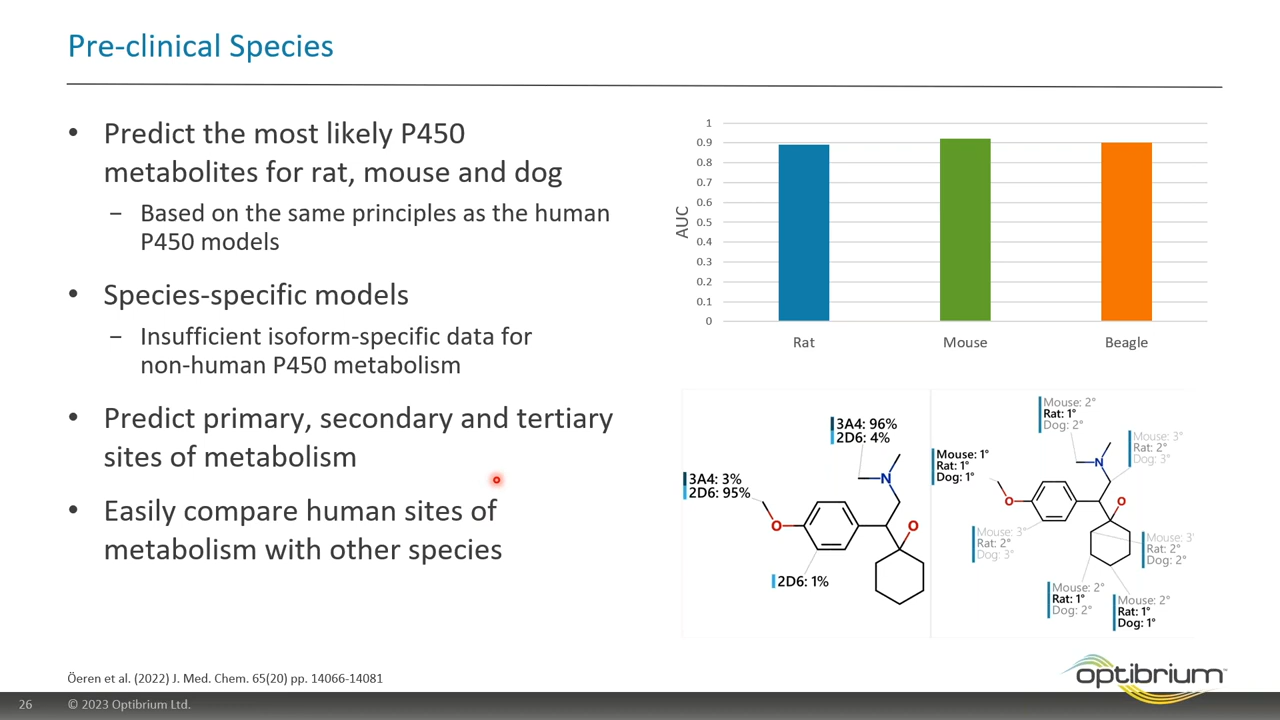 Pre-clinical Species
• Predict the most likely P450
metabolites for rat, mouse and dog
− Based on the same principles as the human
P450 models
• Species-specific models
− Insufficient isoform-specific data for
non-human P450 metabolism
• Predict primary, secondary and tertiary
sites of metabolism
• Easily compare human sites of
metabolism with other species
1
0.9
0.8
0.7
0.6
0.5
0.4
0.3
0.2
0.1
0
AUC
Rat
Mouse
Beagle
3A4: 96%
2D6: 4%
3A4: 3%
2D6: 95%
N
O
O
2D6: 1%
Mouse: 2°
Rat: 1°
Dog: 2°
Mouse: 3°
Rat: 2°
Dog: 3°
Mouse: 1°
Rat: 1°
Dog: 1°
N
O
O
Mouse: 3°
Rat: 2°
Dog: 3°
Mouse: 3°
Rat: 2°
Dog: 2°
Mouse: 2°
Rat: 1°
Dog: 2°
Mouse: 2°
Rat: 1°
Dog: 1°
Öeren et al. (2022) J. Med. Chem. 65(20) pp. 14066-14081
optibrium™
26
© 2023 Optibrium Ltd.